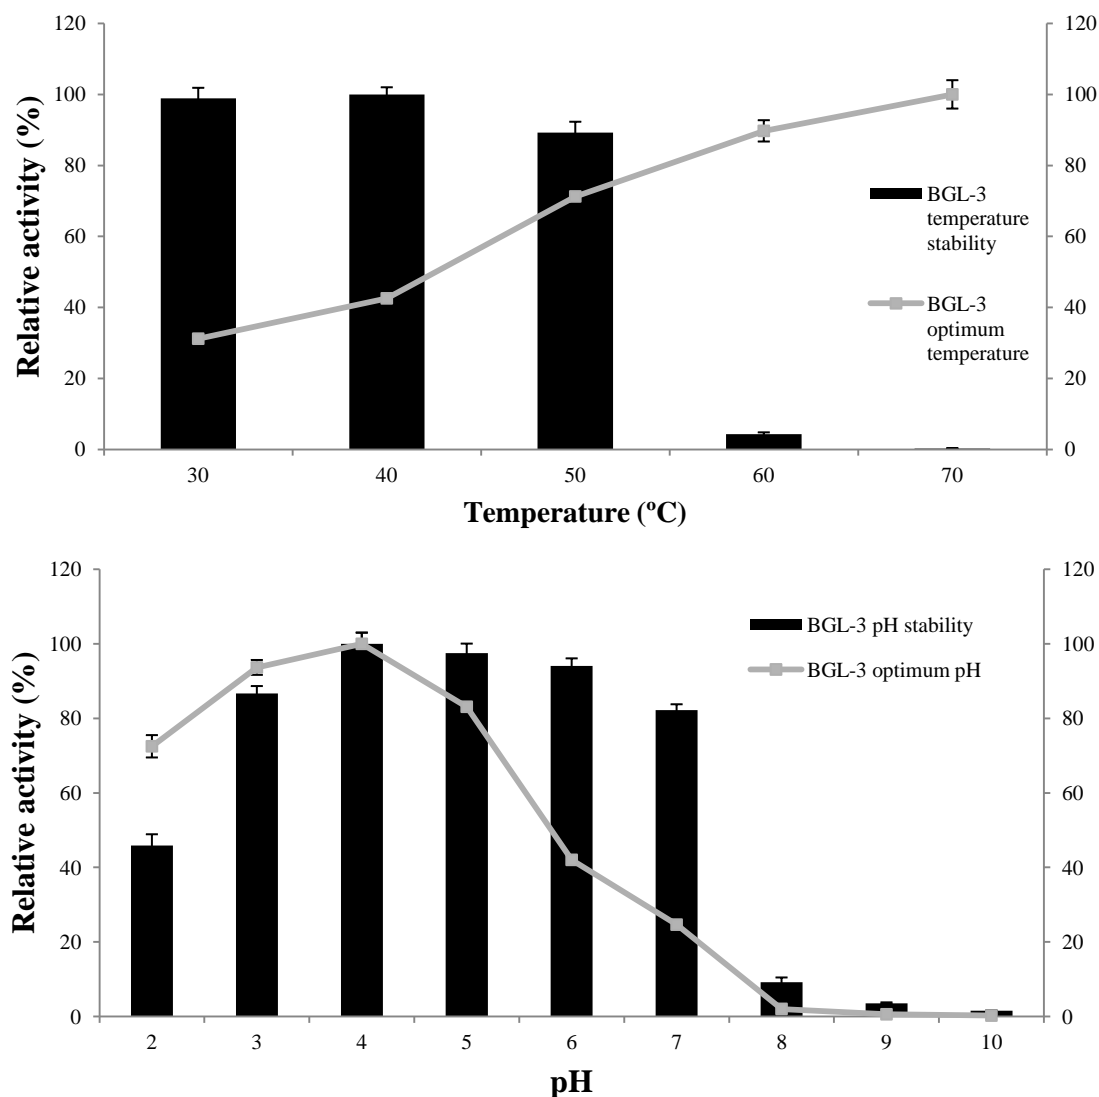 120
100
80
60
40
20
0
Relative activity (%)
120
100
80
60
40
20
0
BGL-3
temperature
stability
BGL-3
optimum
temperature
30 40 50 60 70
Temperature (ºC)
120
100
80
60
40
20
0
Relative activity (%)
120
100
80
60
40
20
0
BGL-3 pH stability
BGL-3 optimum pH
2 3 4 5 6 7 8 9 10
pH